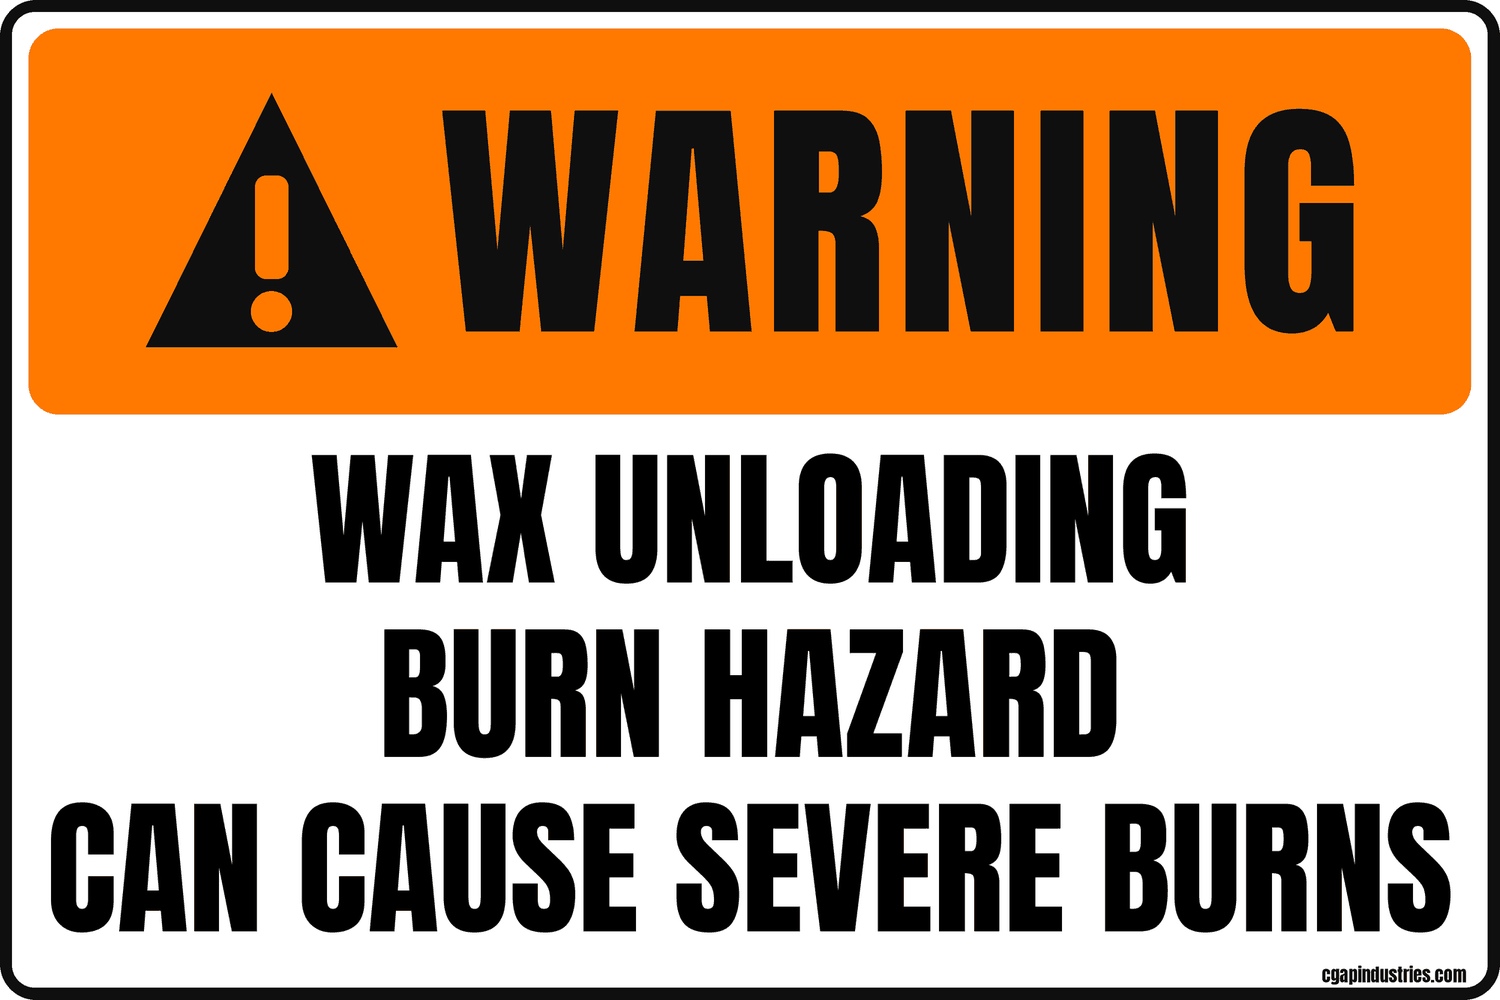 WARNING
WAX UNLOADING
BURN HAZARD
CAN CAUSE SEVERE BURNS
cgapindustries.com